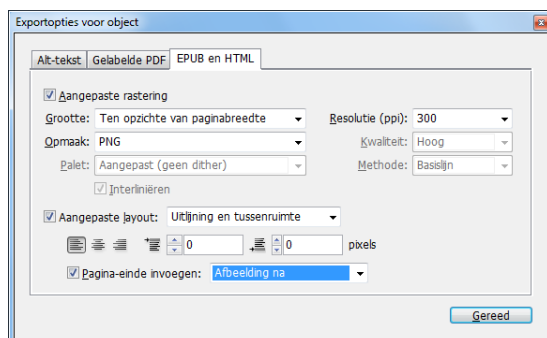 Exportopties voor object
Alt-tekst Gelabelde PDF EPUB en HTML
Aangepaste rastering
Grootte: Ten opzichte van paginabreedte Resolutie (ppi): 300
Opmaak: PNG Kwaliteit: Hoog
Palet: Aangepast (geen dither) Methode: Basislijn
Interliniëren
Aangepaste layout: Uitlijning en tussenruimte
0 0 pixels
Pagina-einde invoegen: Afbeelding na
Gereed